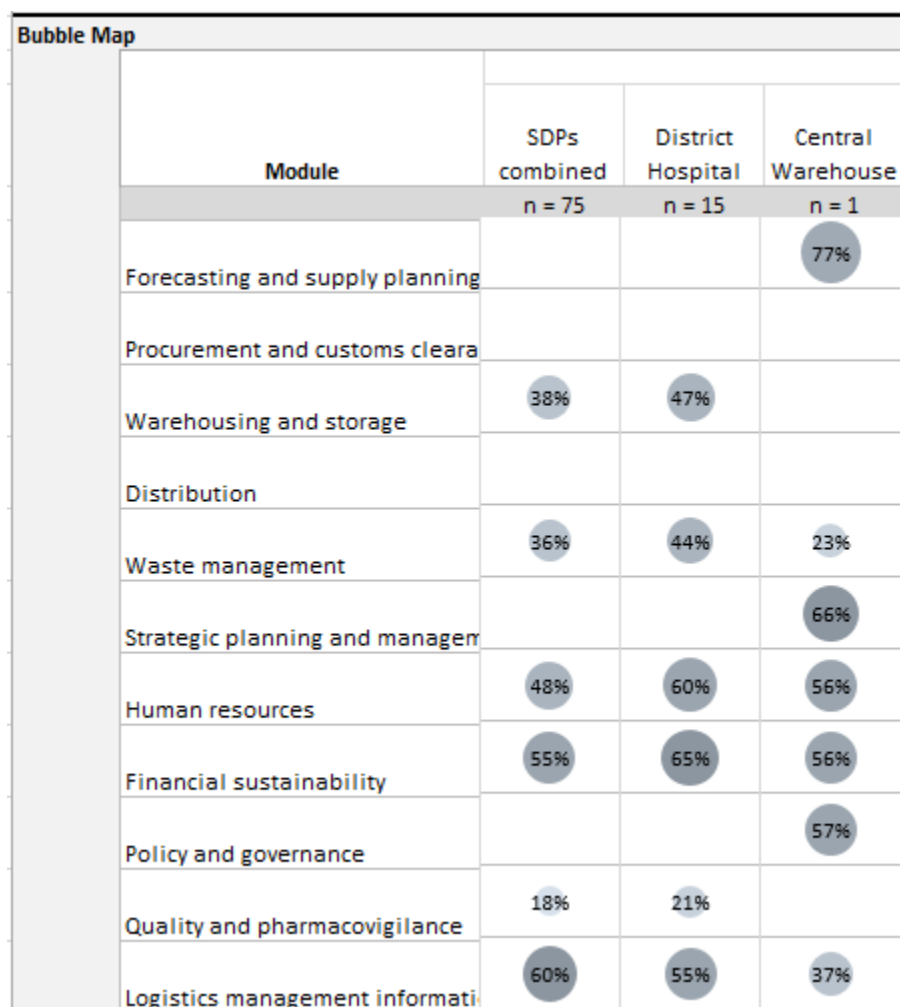 Bubble Map
Module
SDPs combined
District Hospital
Central Warehouse
n = 75
n = 15
n = 1
Forecasting and supply planning
77%
Procurement and customs cleara
Warehousing and storage
38%
47%
Distribution
Waste management
36%
44%
23%
Strategic planning and managem
66%
Human resources
48%
60%
56%
Financial sustainability
55%
65%
56%
Policy and governance
57%
Quality and pharmacovigilance
18%
21%
Logistics management informati
60%
55%
37%